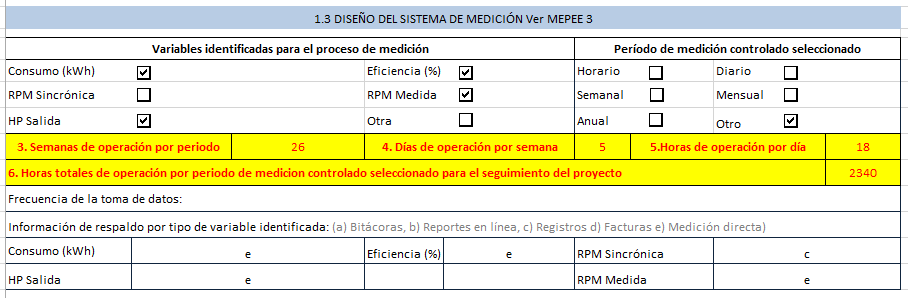 1.3 DISEÑO DEL SISTEMA DE MEDICIÓN Ver MEPEE 3
Variables identificadas para el proceso de medición Período de medición controlado seleccionado
Consumo (kWh) Eficiencia (%) Horario Diario
RPM Sincrónica RPM Medida Semanal Mensual
HP Salida Otra Anual Otro
3. Semanas de operación por periodo 26 4. Días de operación por semana 5 5.Horas de operación por día 18
6. Horas totales de operación por periodo de medicion controlado seleccionado para el seguimiento del proyecto 2340
Frecuencia de la toma de datos:
Información de respaldo por tipo de variable identificada: (a) Bitácoras, b) Reportes en línea, c) Registros d) Facturas e) Medición directa)
Consumo (kWh) e Eficiencia (%) e RPM Sincrónica c
HP Salida e RPM Medida e